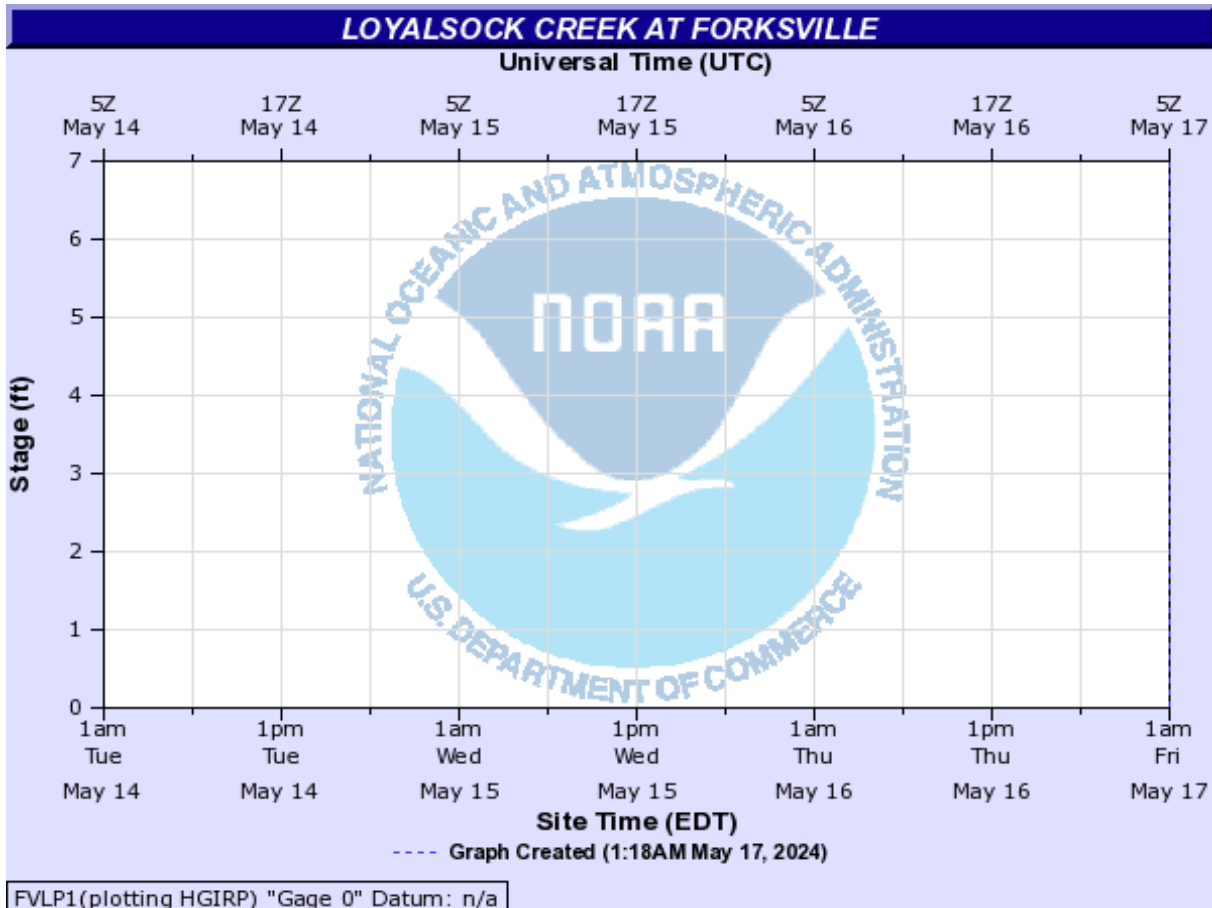 LOYALSOCK CREEK AT FORKSVILLE
Universal Time (UTC)
5Z 17Z 5Z 17Z 5Z 17Z 5Z
May 14 May 14 May 15 May 15 May 16 May 16 May 17
7
6
5
4
3
2
1
0
Stage (ft)
NATIONAL OCEANIC AND ATMOSPHERIC ADMINISTRATION
NOAA
U.S. DEPARTMENT OF COMMERCE
1am 1pm 1am 1pm 1am 1pm 1am
Tue Tue Wed Wed Thu Thu Fri
May 14 May 14 May 15 May 15 May 16 May 16 May 17
Site Time (EDT)
---- Graph Created (1:18AM May 17, 2024)
FVLP1(plotting HGIRP) "Gage 0" Datum: n/a